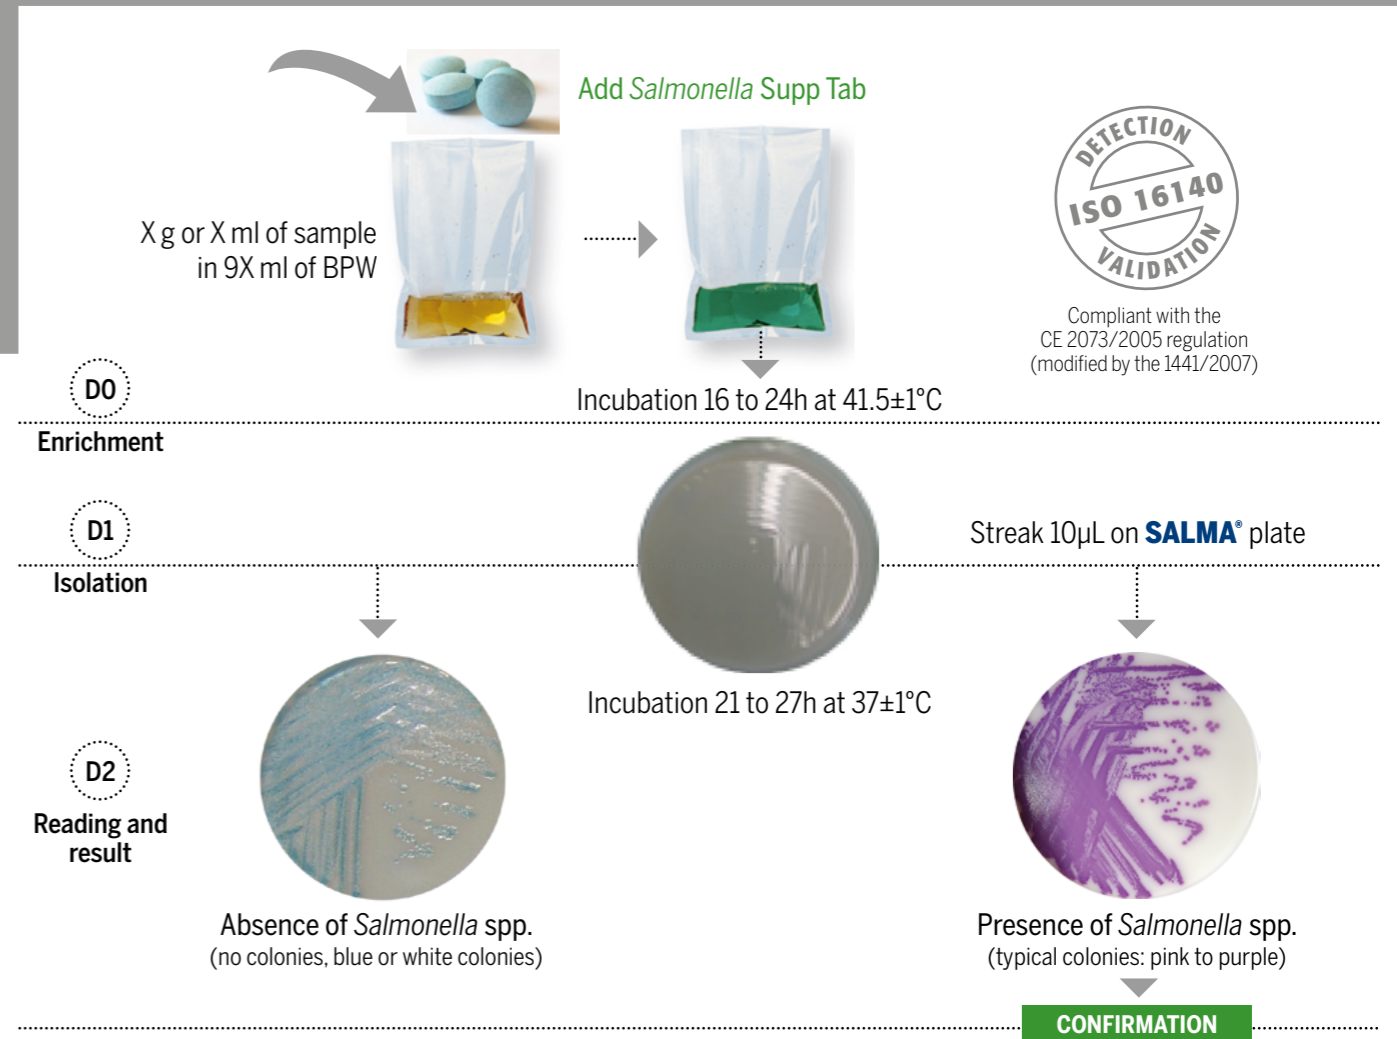 Add Salmonella Supp Tab
X g or X ml of sample
in 9X ml of BPW
DETECTION
ISO 16140
VALIDATION
Compliant with the
CE 2073/2005 regulation
(modified by the 1441/2007)
D0
Incubation 16 to 24h at 41.5±1°C
Enrichment
D1
Streak 10µL on SALMA® plate
Isolation
Incubation 21 to 27h at 37±1°C
D2
Reading and
result
Absence of Salmonella spp.
(no colonies, blue or white colonies)
Presence of Salmonella spp.
(typical colonies: pink to purple)
CONFIRMATION